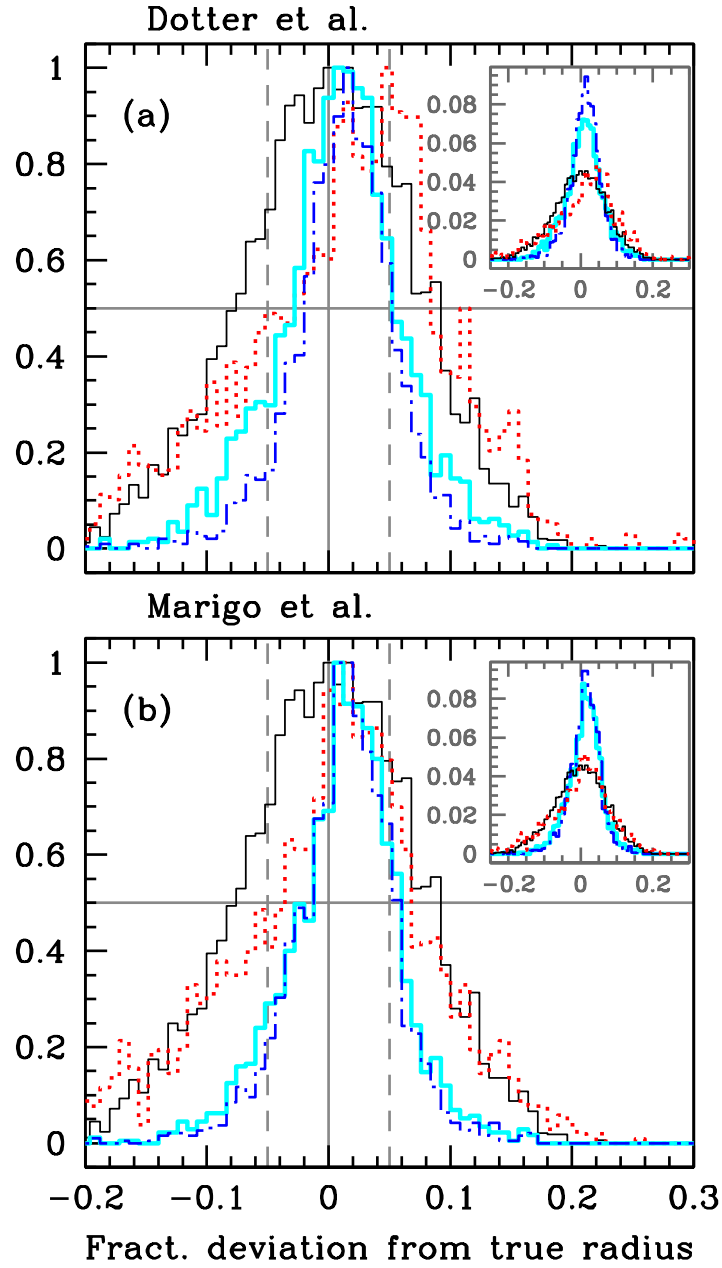 Dotter et al.
(a)
1
0.8
0.6
0.4
0.2
0
0.08
0.06
0.04
0.02
0
−0.2 0 0.2
Marigo et al.
(b)
1
0.8
0.6
0.4
0.2
0
0.08
0.06
0.04
0.02
0
−0.2 0 0.2
−0.2 −0.1 0 0.1 0.2 0.3
Fract. deviation from true radius